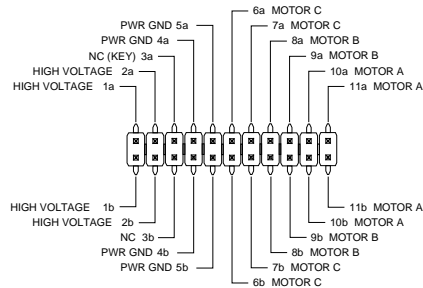 6a MOTOR C
PWR GND 5a
7a MOTOR C
PWR GND 4a
8a MOTOR B
NC (KEY) 3a
9a MOTOR B
HIGH VOLTAGE 2a
10a MOTOR A
HIGH VOLTAGE 1a
11a MOTOR A
HIGH VOLTAGE 1b
11b MOTOR A
HIGH VOLTAGE 2b
10b MOTOR A
NC 3b
9b MOTOR B
PWR GND 4b
8b MOTOR B
PWR GND 5b
7b MOTOR C
6b MOTOR C